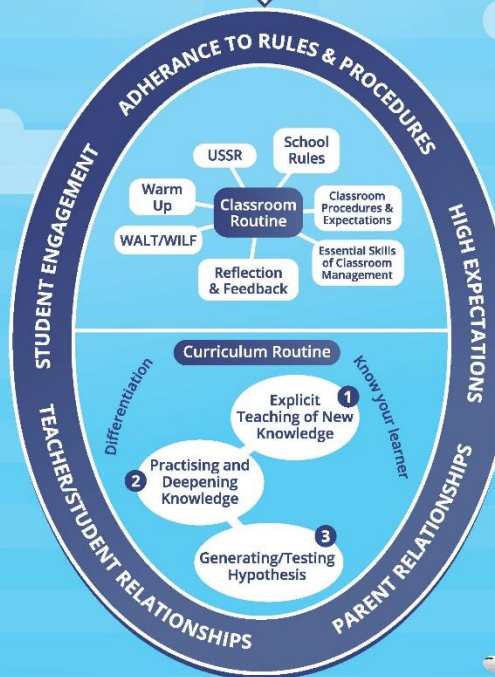 ADHERENCE TO RULES & PROCEDURES
STUDENT ENGAGEMENT
HIGH EXPECTATIONS
USSR
School
Rules
Warm
Up
Classroom
Routine
Classroom
Procedures &
Expectations
WALT/WILF
Reflection
& Feedback
Essential Skills
of Classroom
Management
Curriculum Routine
Differentiation
Know your learner
1
Explicit
Teaching of New
Knowledge
2
Practising and
Deepening
Knowledge
3
Generating/Testing
Hypothesis
TEACHER/STUDENT RELATIONSHIPS
PARENT RELATIONSHIPS